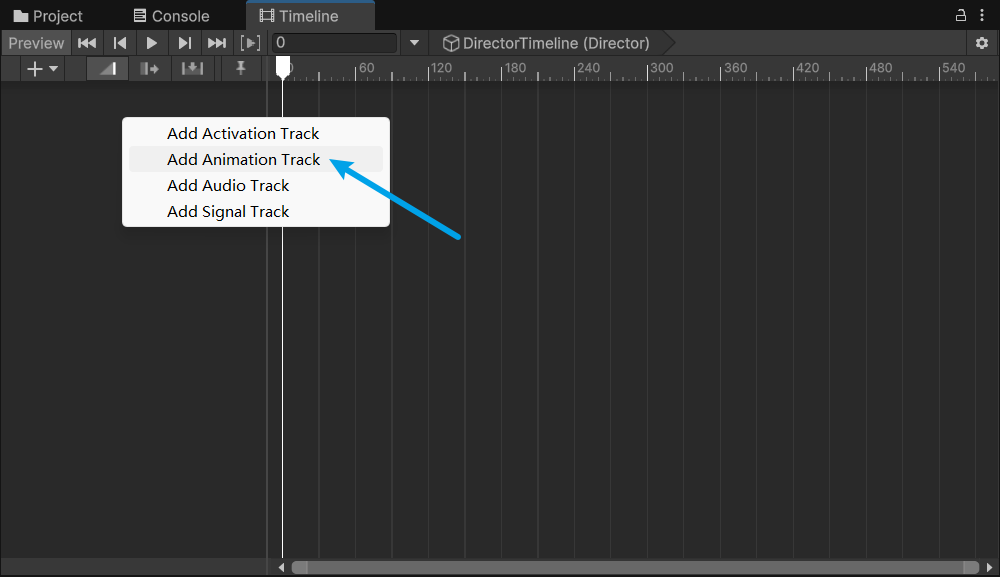 Project Console Timeline
Preview 0 DirectorTimeline (Director)
0 60 120 180 240 300 360 420 480 540
Add Activation Track
Add Animation Track
Add Audio Track
Add Signal Track